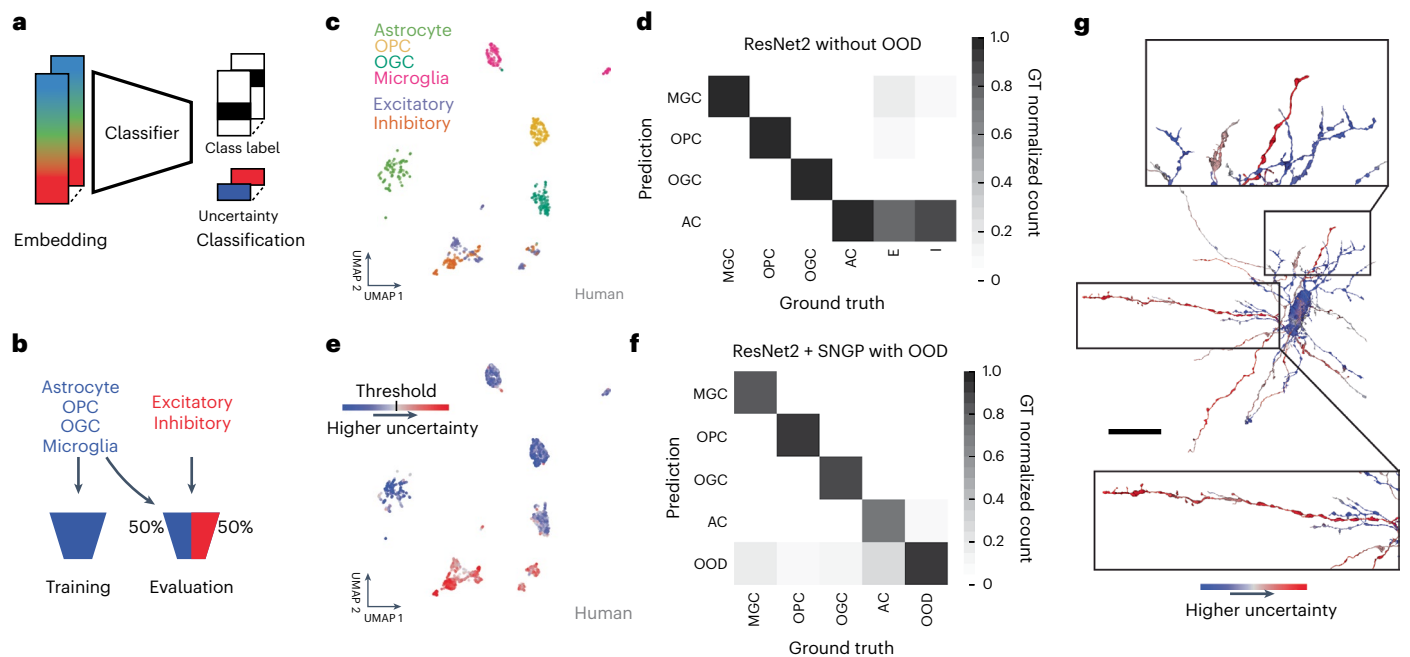 a
Classifier
Class label
Uncertainty
Embedding
Classification
b
Astrocyte
OPC
OGC
Microglia
Excitatory
Inhibitory
50%
50%
Training
Evaluation
c
Astrocyte
OPC
OGC
Microglia
Excitatory
Inhibitory
UMAP 2
UMAP 1
Human
d
ResNet2 without OOD
Prediction
MGC
OPC
OGC
AC
MGC
OPC
OGC
AC
E
I
Ground truth
1.0
0.8
0.6
0.4
0.2
0
GT normalized count
e
Threshold
Higher uncertainty
UMAP 2
UMAP 1
Human
f
ResNet2 + SNGP with OOD
Prediction
MGC
OPC
OGC
AC
OOD
MGC
OPC
OGC
AC
OOD
Ground truth
1.0
0.8
0.6
0.4
0.2
0
GT normalized count
g
Higher uncertainty